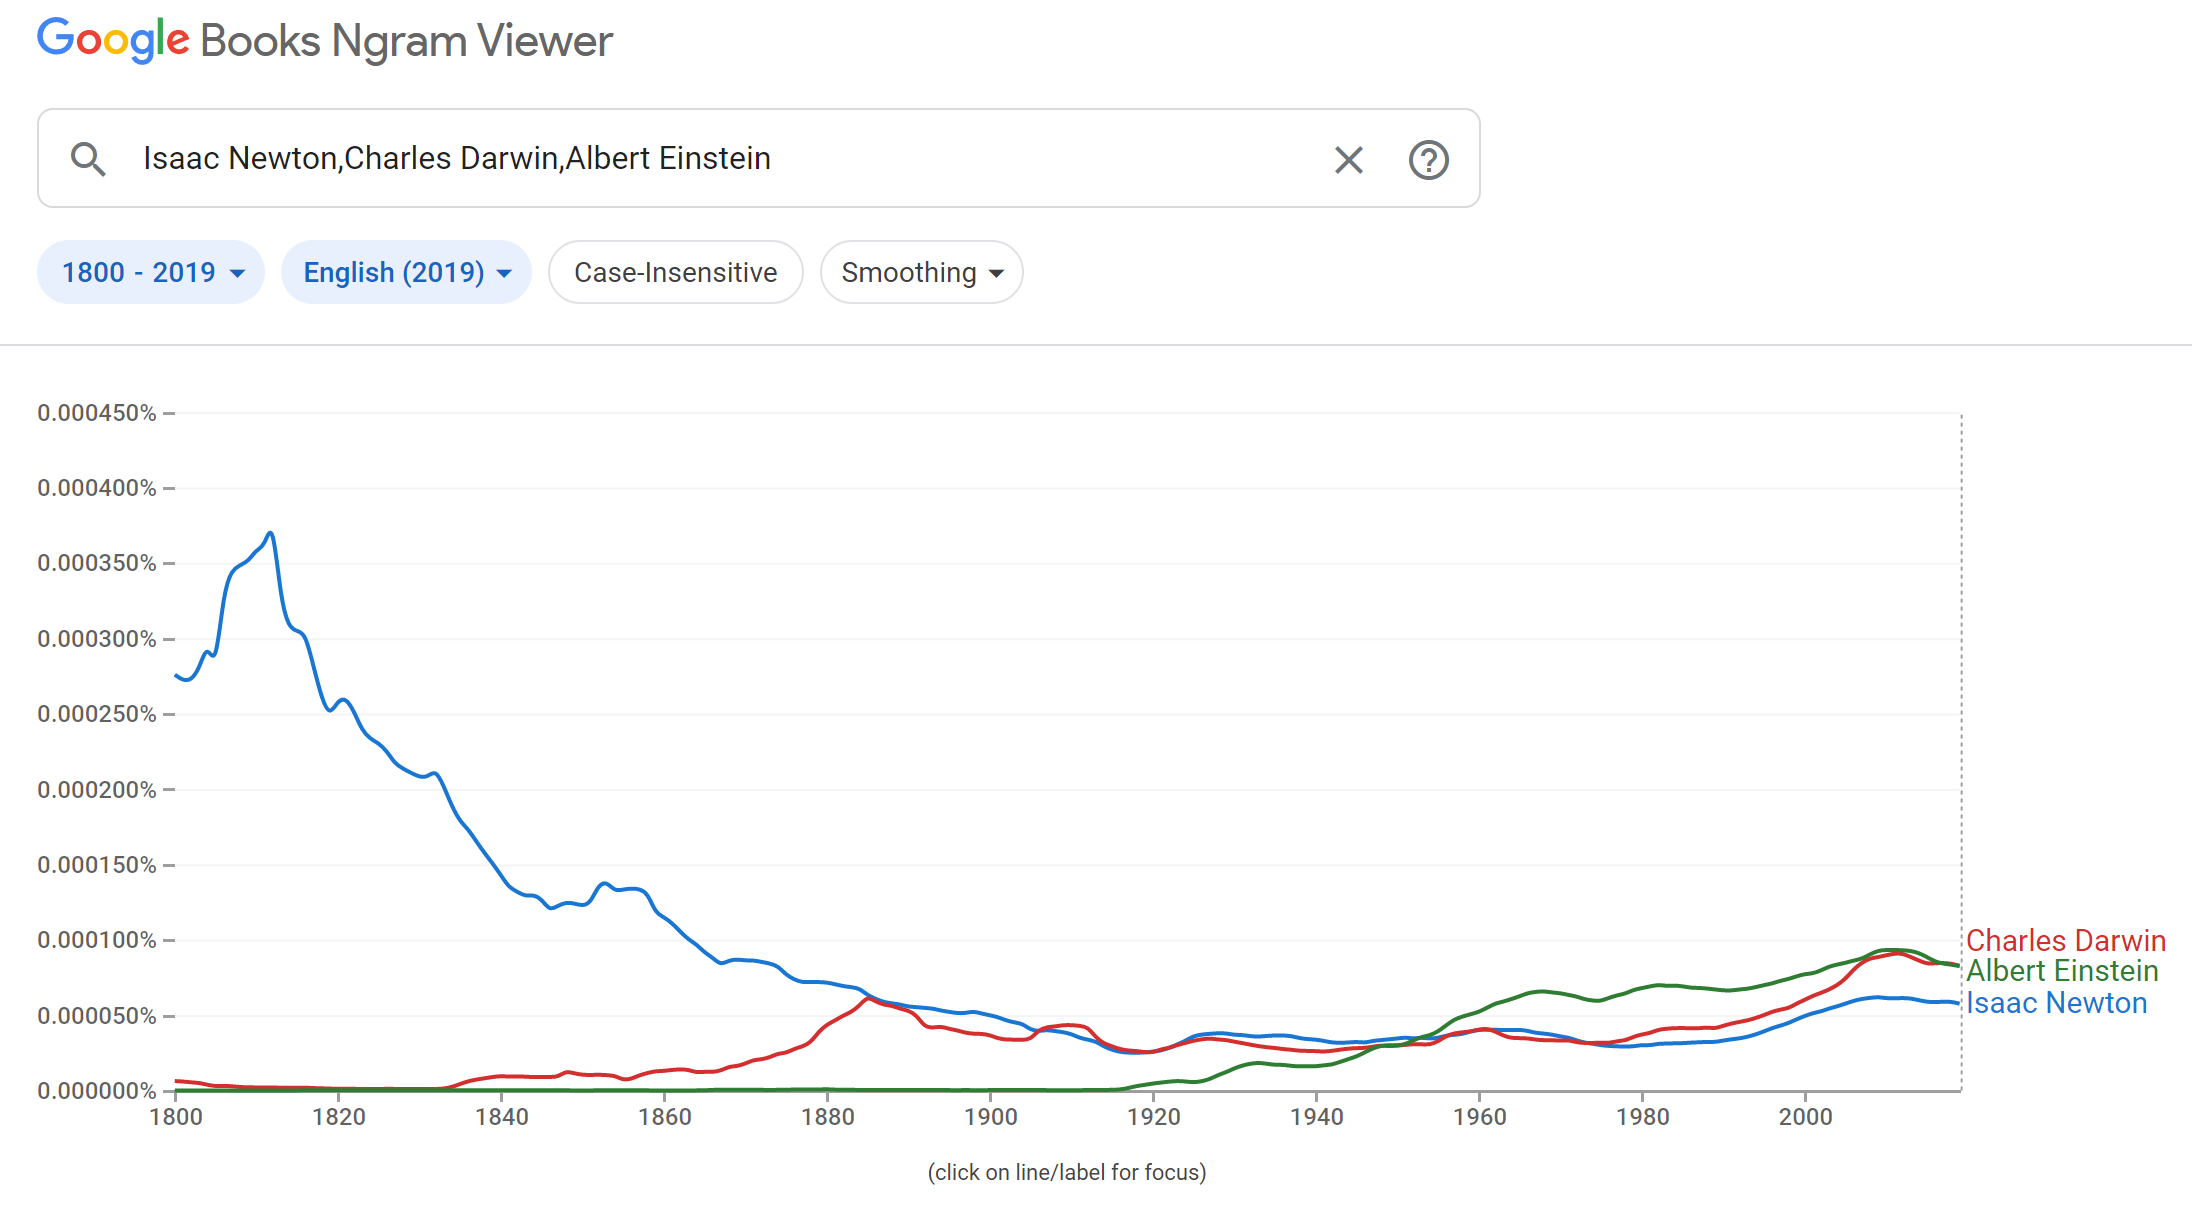 Google Books Ngram Viewer
Isaac Newton,Charles Darwin,Albert Einstein
1800 - 2019
English (2019)
Case-Insensitive
Smoothing
0.000450%
0.000400%
0.000350%
0.000300%
0.000250%
0.000200%
0.000150%
0.000100%
0.000050%
0.000000%
Charles Darwin
Albert Einstein
Isaac Newton
1800 1820 1840 1860 1880 1900 1920 1940 1960 1980 2000
(click on line/label for focus)